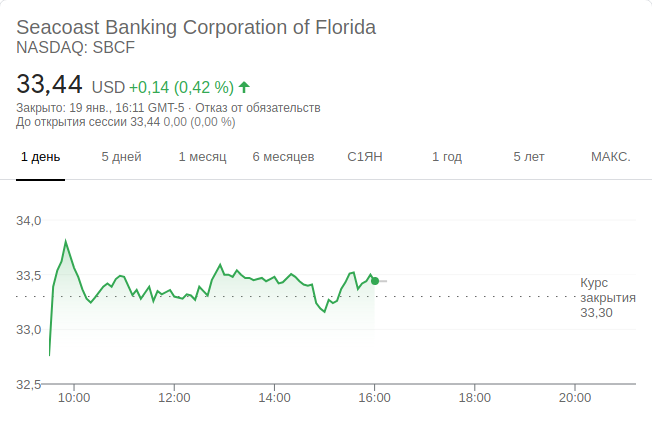 Seacoast Banking Corporation of Florida
NASDAQ: SBCF
33,44 USD +0,14 (0,42 %)
Закрыто: 19 янв., 16:11 GMT-5 · Отказ от обязательств
До открытия сессии 33,44 0,00 (0,00 %)
1 день 5 дней 1 месяц 6 месяцев С1ЯН 1 год 5 лет МАКС.
34,0
33,5
Курс
закрытия
33,30
33,0
32,5
10:00 12:00 14:00 16:00 18:00 20:00